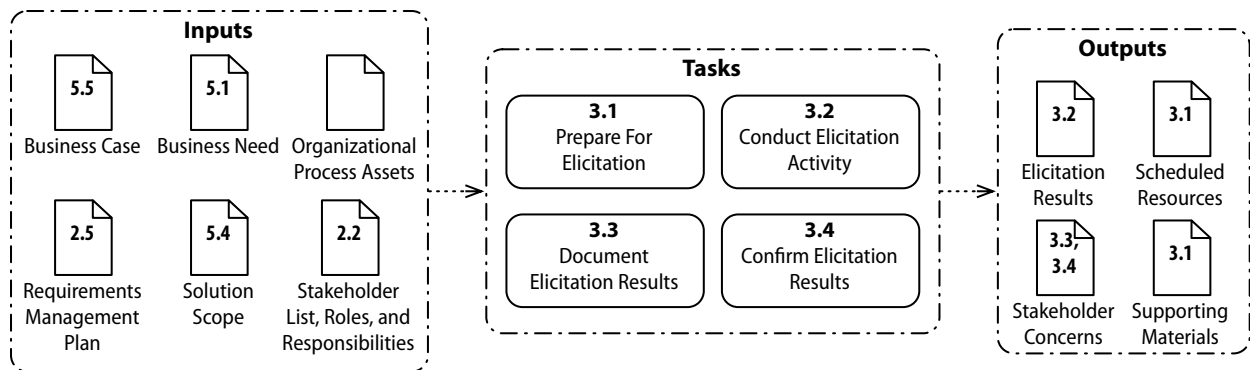 Inputs
5.5
Business Case
5.1
Business Need
Organizational
Process Assets
2.5
Requirements
Management
Plan
5.4
Solution
Scope
2.2
Stakeholder
List, Roles, and
Responsibilities
Tasks
3.1
Prepare For
Elicitation
3.2
Conduct Elicitation
Activity
3.3
Document
Elicitation Results
3.4
Confirm Elicitation
Results
Outputs
3.2
Elicitation
Results
3.1
Scheduled
Resources
3.3,
3.4
Stakeholder
Concerns
3.1
Supporting
Materials